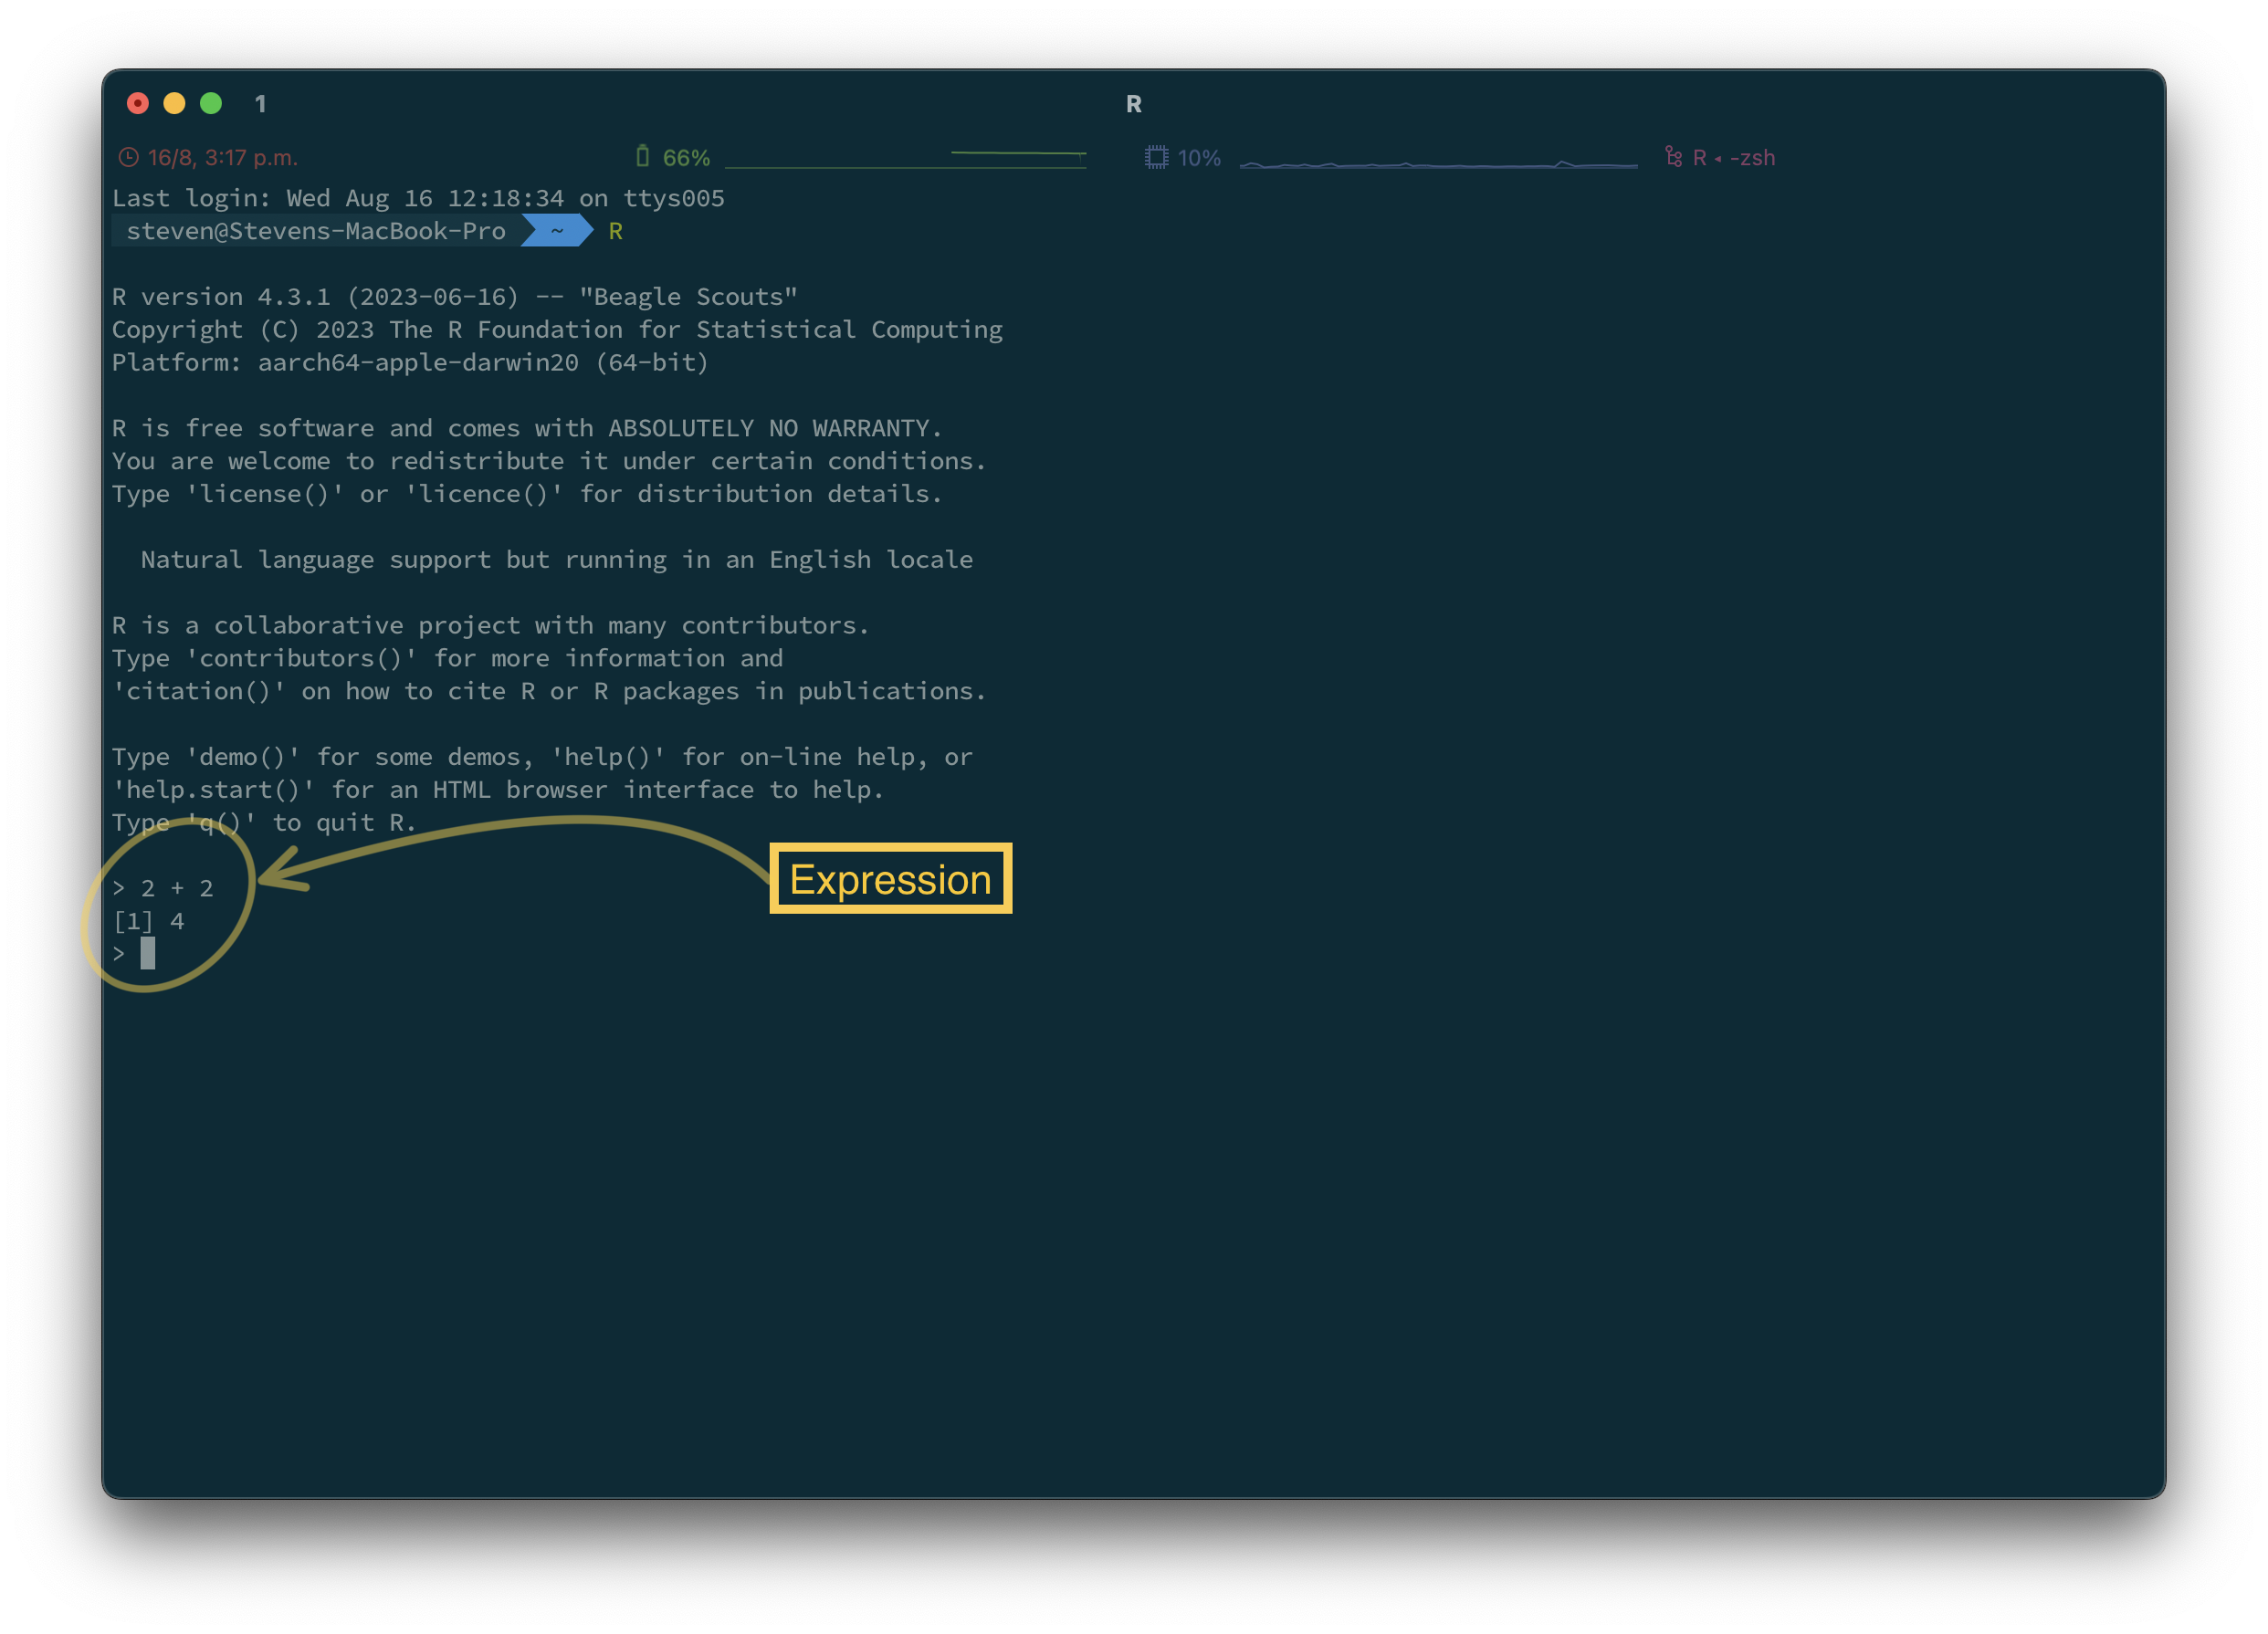 1 R
16/8, 3:17 p.m. 66% 10% R ◂ -zsh
Last login: Wed Aug 16 12:18:34 on ttys005
steven@Stevens-MacBook-Pro ~ R
R version 4.3.1 (2023-06-16) -- "Beagle Scouts"
Copyright (C) 2023 The R Foundation for Statistical Computing
Platform: aarch64-apple-darwin20 (64-bit)
R is free software and comes with ABSOLUTELY NO WARRANTY.
You are welcome to redistribute it under certain conditions.
Type 'license()' or 'licence()' for distribution details.
Natural language support but running in an English locale
R is a collaborative project with many contributors.
Type 'contributors()' for more information and
'citation()' on how to cite R or R packages in publications.
Type 'demo()' for some demos, 'help()' for on-line help, or
'help.start()' for an HTML browser interface to help.
Type 'q()' to quit R.
> 2 + 2
[1] 4
>
Expression